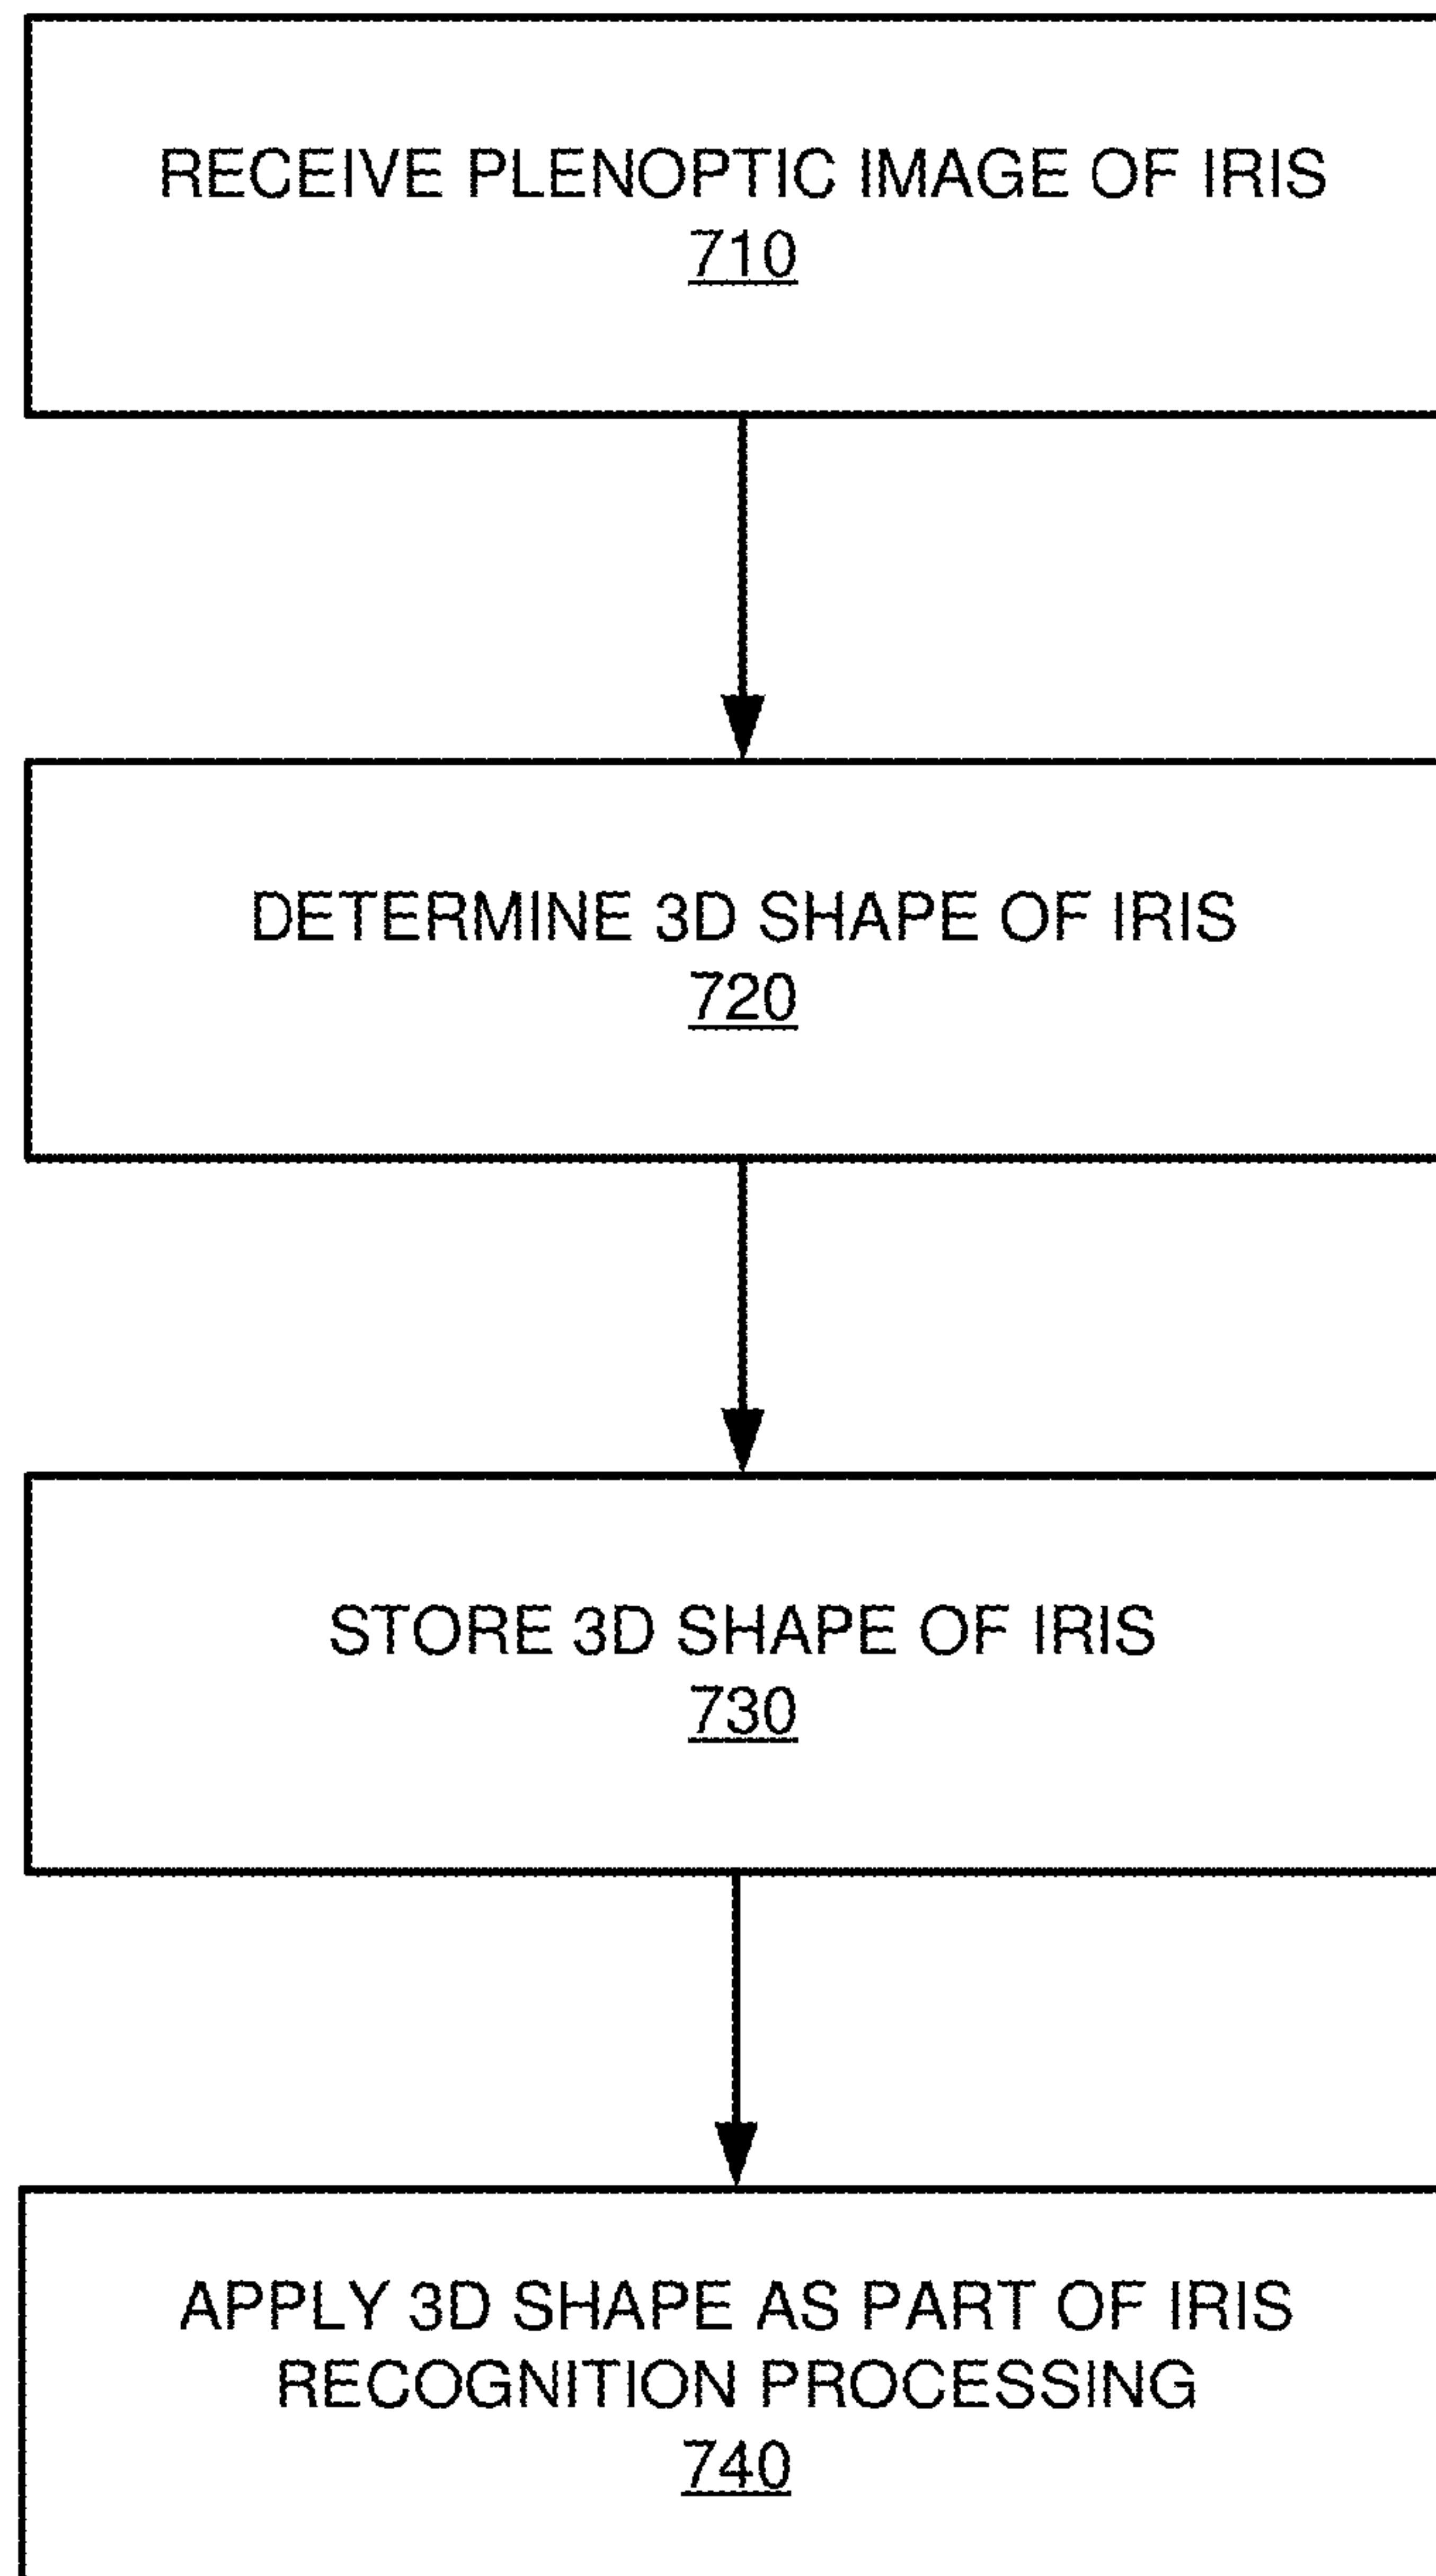 RECEIVE PLENOPTIC IMAGE OF IRIS
710
DETERMINE 3D SHAPE OF IRIS
720
STORE 3D SHAPE OF IRIS
730
APPLY 3D SHAPE AS PART OF IRIS
RECOGNITION PROCESSING
740